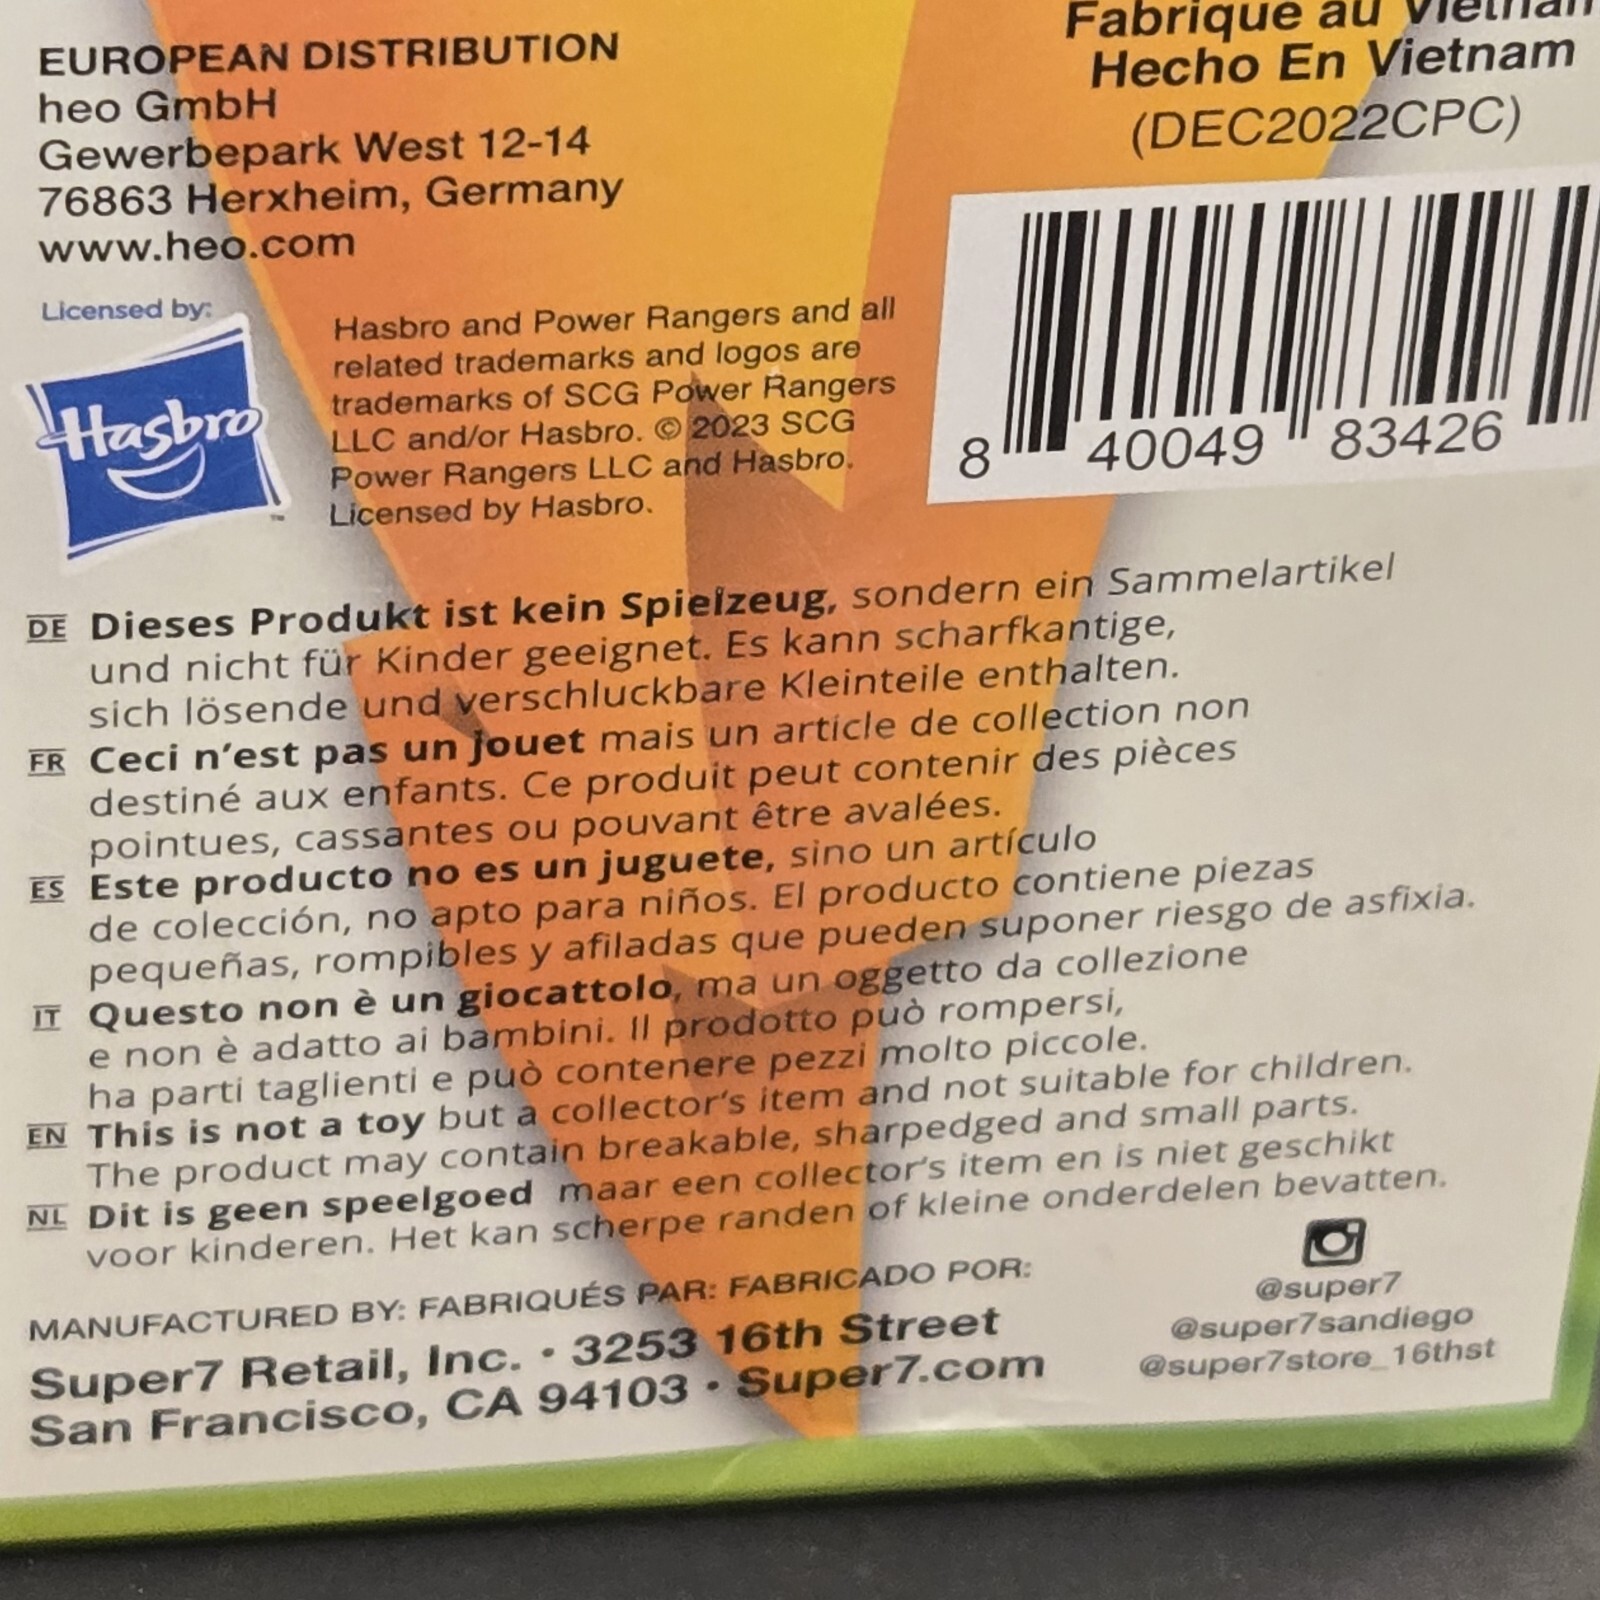 EUROPEAN DISTRIBUTION
heo GmbH
Gewerbepark West 12-14
76863 Herxheim, Germany
www.heo.com
Fabrique au
Hecho En Vietnam
(DEC2022CPC)
8 40049 83426
Licensed by:
Hasbro
™
Hasbro and Power Rangers and all
related trademarks and logos are
trademarks of SCG Power Rangers
LLC and/or Hasbro. © 2023 SCG
Power Rangers LLC and Hasbro.
Licensed by Hasbro.
DE Dieses Produkt ist kein Spielzeug, sondern ein Sammelartikel
und nicht für Kinder geeignet. Es kann scharfkantige,
sich lösende und verschluckbare Kleinteile enthalten.
FR Ceci n'est pas un jouet mais un article de collection non
destiné aux enfants. Ce produit peut contenir des pièces
pointues, cassantes ou pouvant être avalées.
ES Este producto no es un juguete, sino un artículo
de colección, no apto para niños. El producto contiene piezas
pequeñas, rompibles y afiladas que pueden suponer riesgo de asfixia.
IT Questo non è un giocattolo, ma un oggetto da collezione
e non è adatto ai bambini. Il prodotto può rompersi,
ha parti taglienti e può contenere pezzi molto piccole.
EN This is not a toy but a collector's item and not suitable for children.
The product may contain breakable, sharpedged and small parts.
NL Dit is geen speelgoed maar een collector's item en is niet geschikt
voor kinderen. Het kan scherpe randen of kleine onderdelen bevatten.
MANUFACTURED BY: FABRIQUÉS PAR: FABRICADO POR:
Super7 Retail, Inc. • 3253 16th Street
San Francisco, CA 94103 • Super7.com
@super7
@super7sandiego
@super7store_16thst